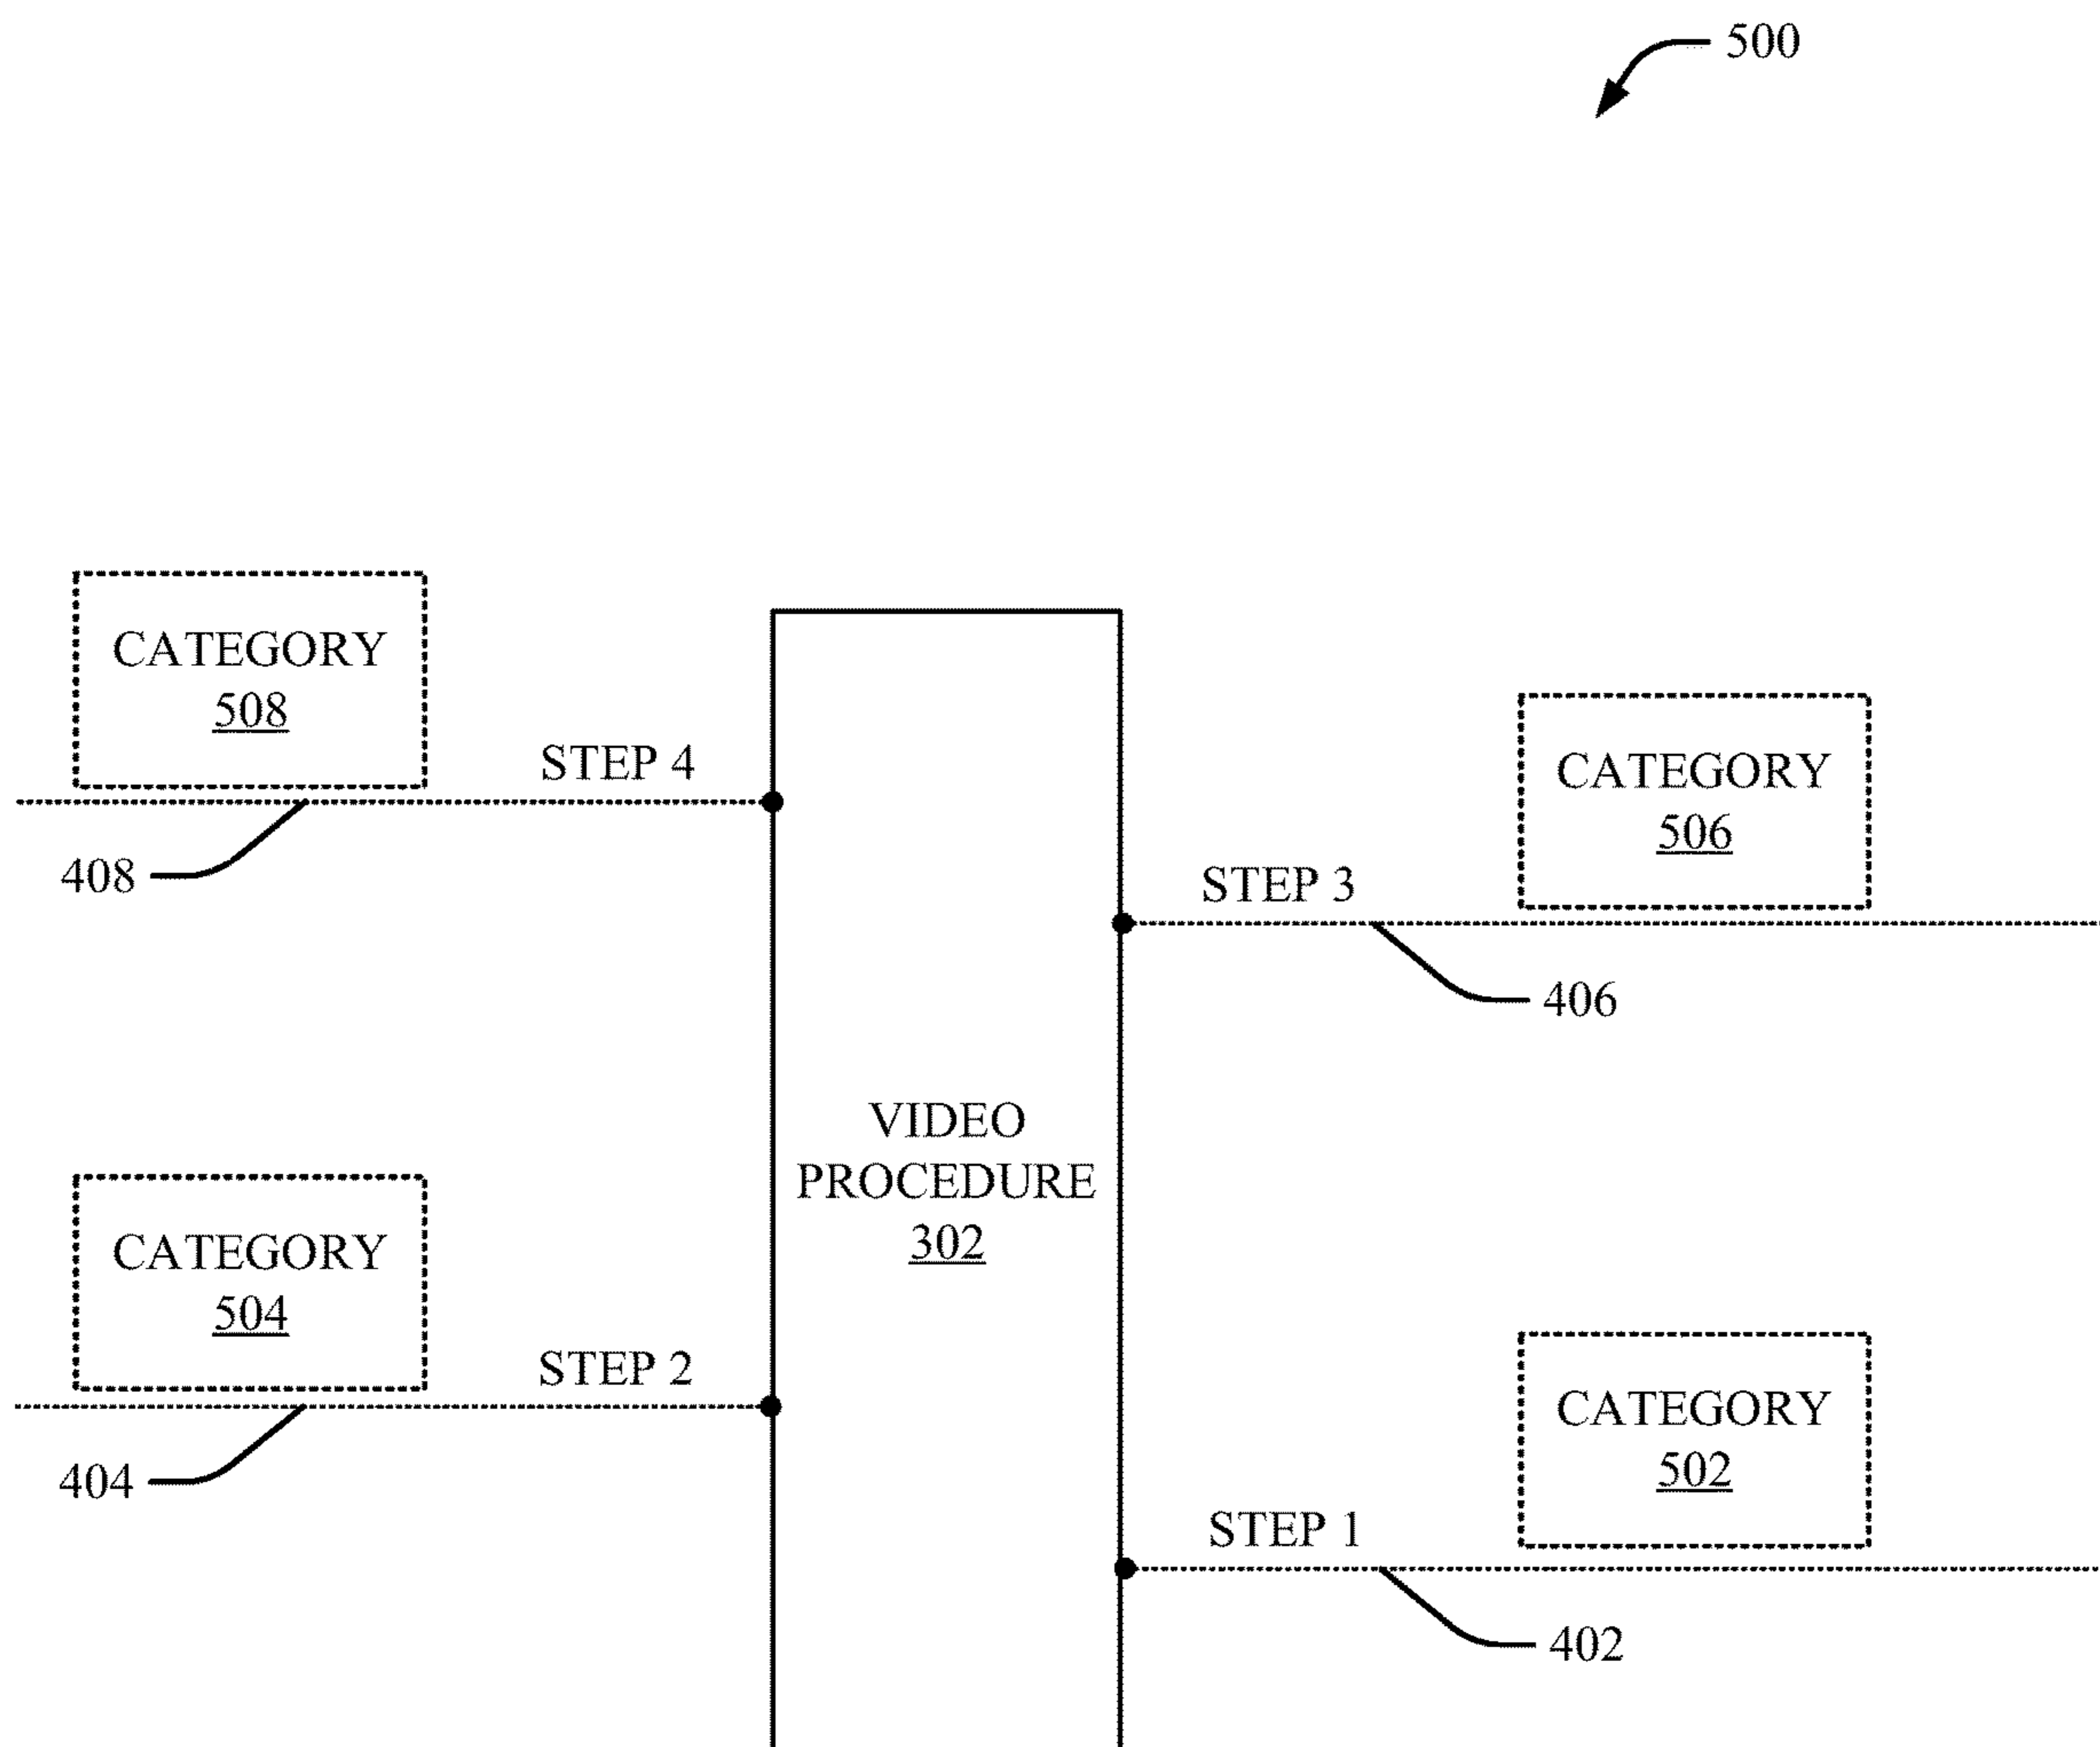 500
CATEGORY
508
STEP 4
408
CATEGORY
506
STEP 3
406
VIDEO
PROCEDURE
302
CATEGORY
504
STEP 2
404
CATEGORY
502
STEP 1
402